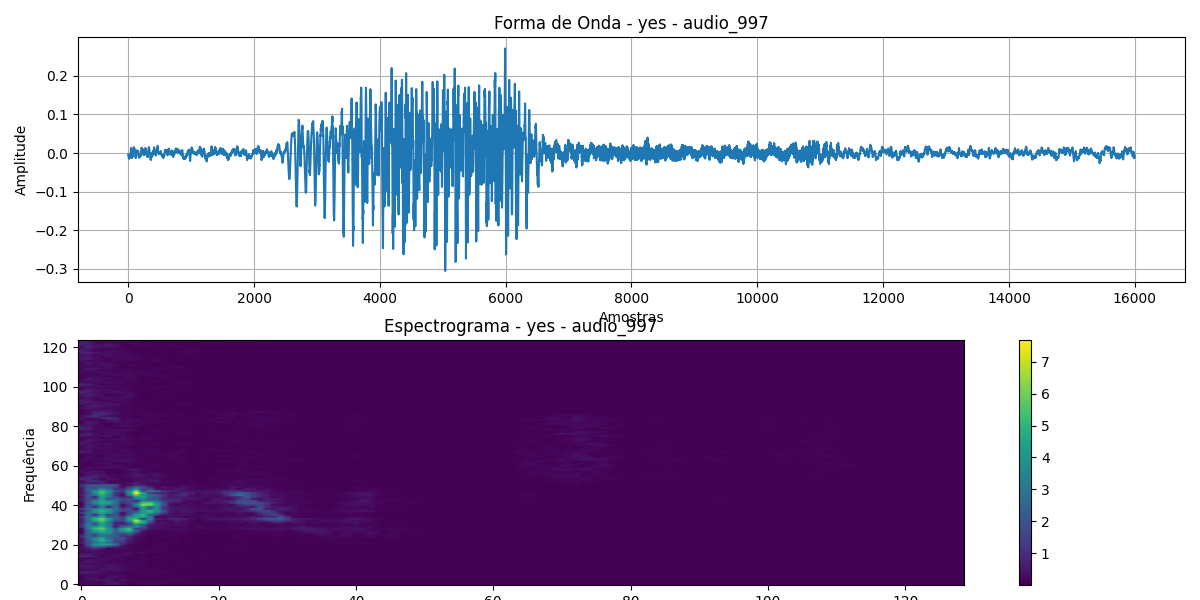 Forma de Onda - yes - audio_997
0.2
0.1
0.0
−0.1
−0.2
−0.3
Amplitude
0 2000 4000 6000 8000 10000 12000 14000 16000
Amostras
Espectrograma - yes - audio_997
120
100
80
60
40
20
0
Frequência
0 20 40 60 80 100 120
7
6
5
4
3
2
1